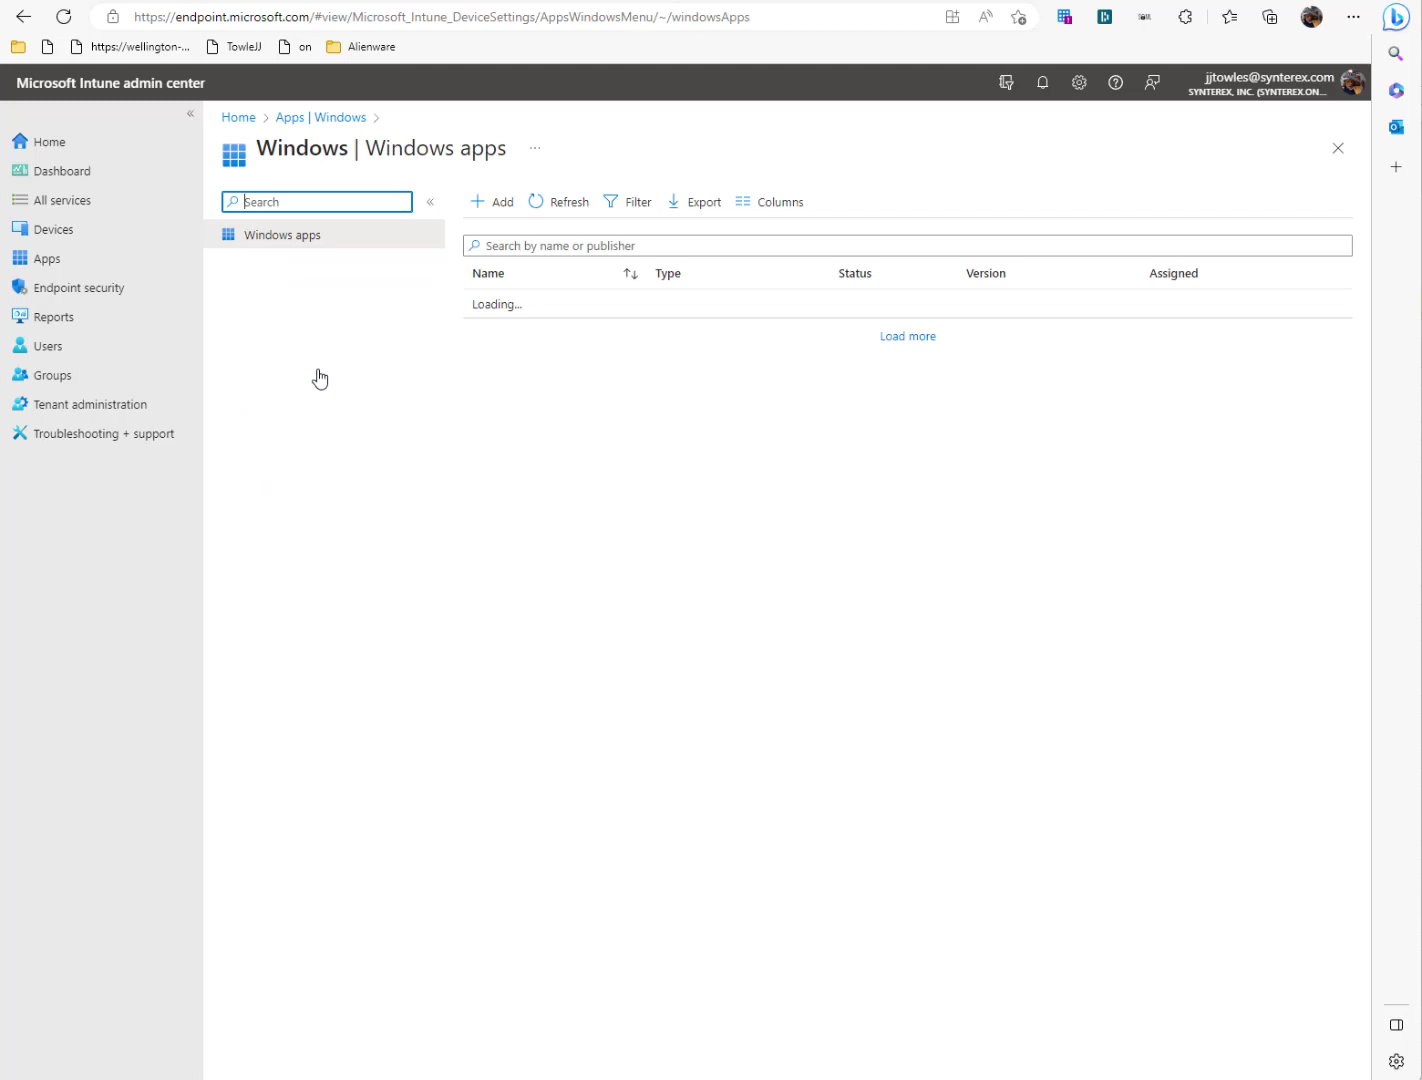 https://endpoint.microsoft.com/#view/Microsoft_Intune_DeviceSettings/AppsWindowsMenu/~/windowsApps
https://wellington-...
TowleJJ
on
Alienware
Microsoft Intune admin center
jjtowles@synterex.com
SYNTEREX, INC. (SYNTEREX.ON...
Home
Dashboard
All services
Devices
Apps
Endpoint security
Reports
Users
Groups
Tenant administration
Troubleshooting + support
Home > Apps | Windows >
Windows | Windows apps ...
Search
Windows apps
Add Refresh Filter Export Columns
Search by name or publisher
Name Type Status Version Assigned
Loading...
Load more